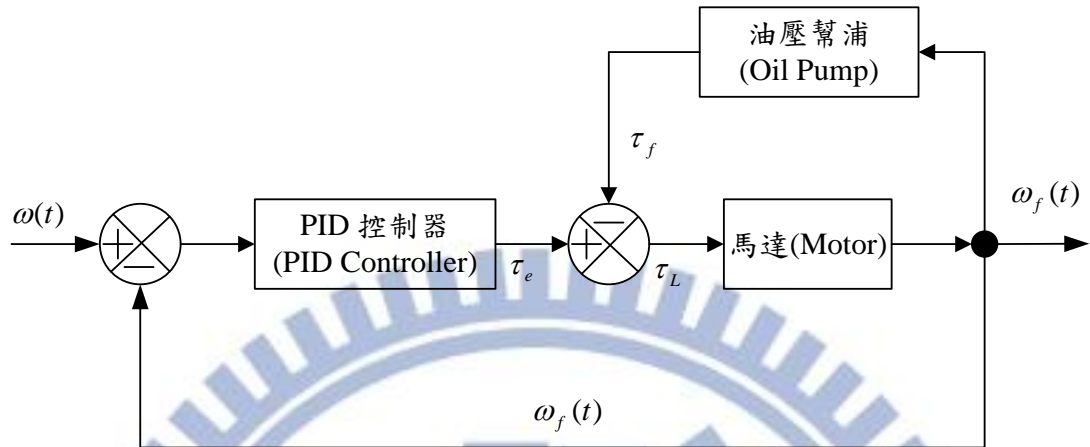 油壓幫浦
(Oil Pump)
τ_f
ω(t)
+
−
PID 控制器
(PID Controller)
τ_e
+
−
τ_L
馬達(Motor)
ω_f(t)
ω_f(t)